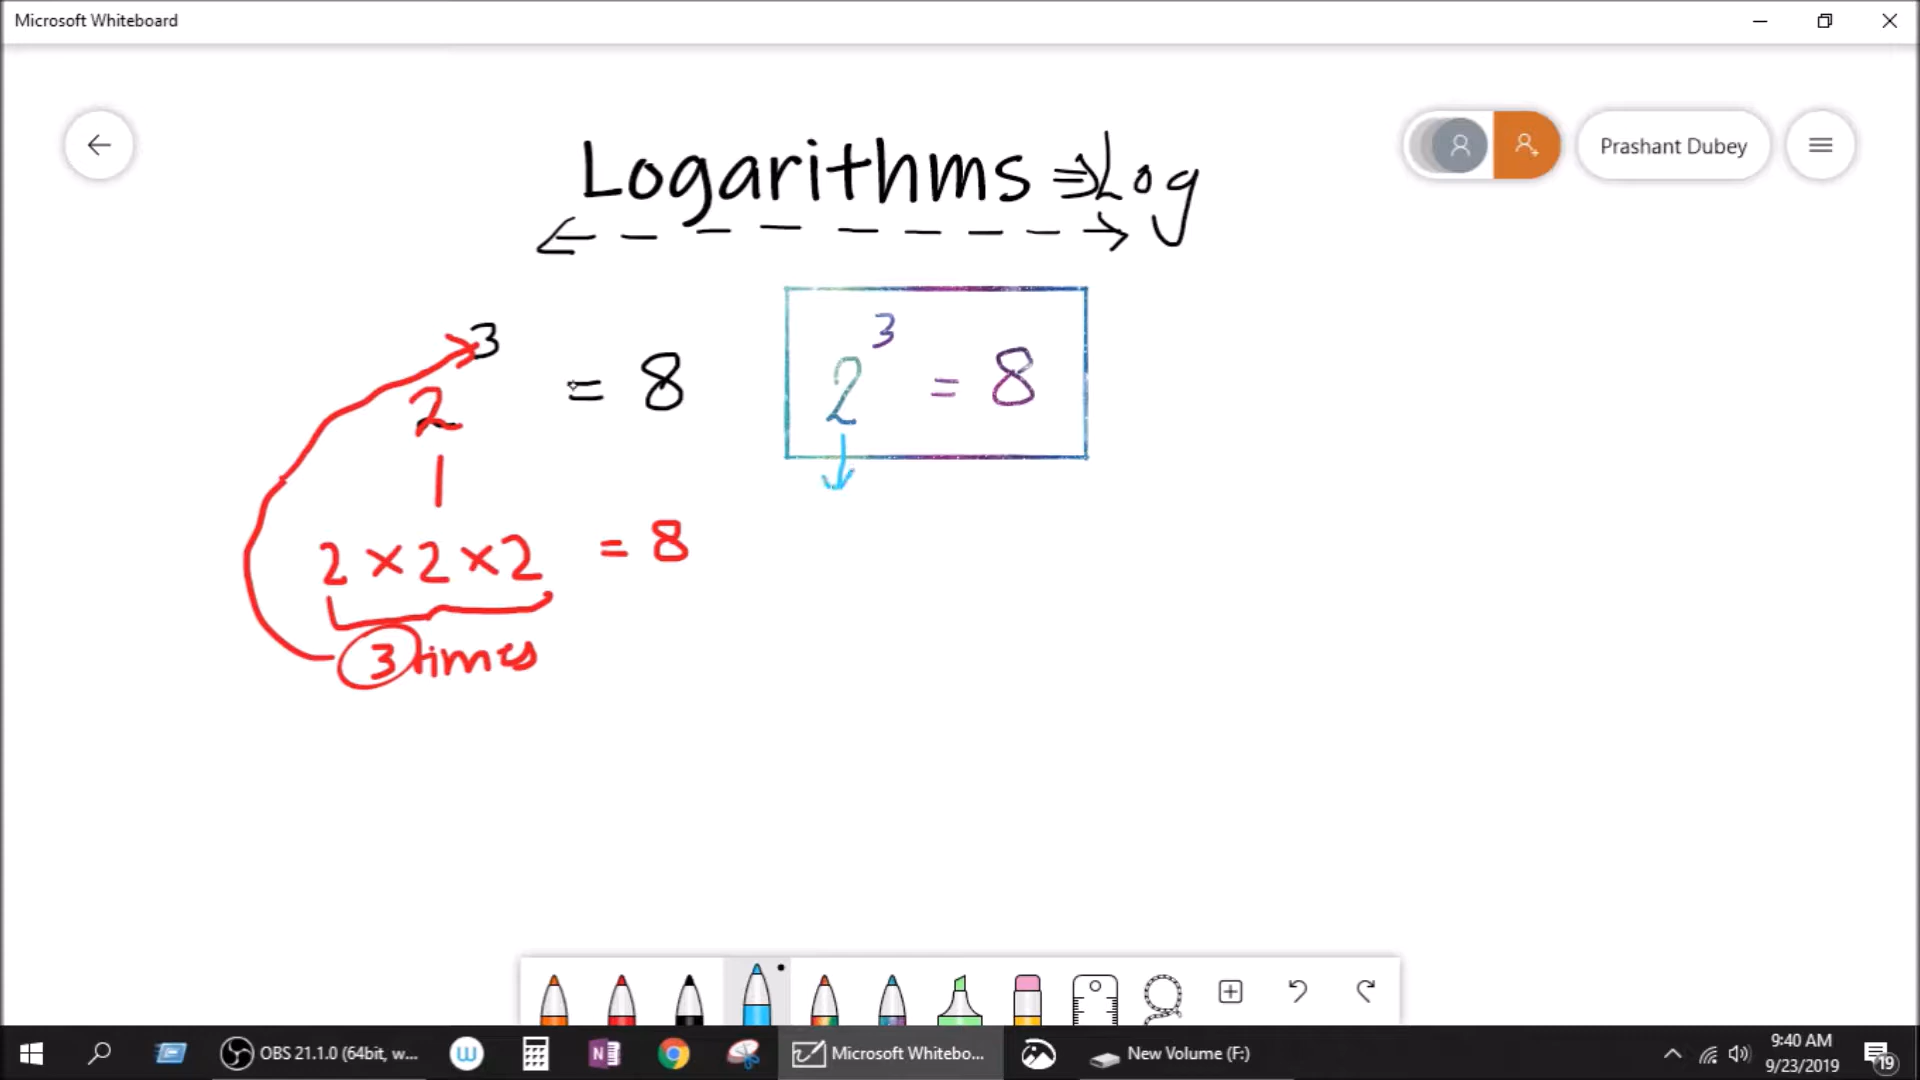 Microsoft Whiteboard
Logarithms ⇒ Log
Prashant Dubey
2³ = 8
2³ = 8
2 × 2 × 2 = 8
3 times
OBS 21.1.0 (64bit, w...
Microsoft Whitebo...
New Volume (F:)
9:40 AM
9/23/2019
19